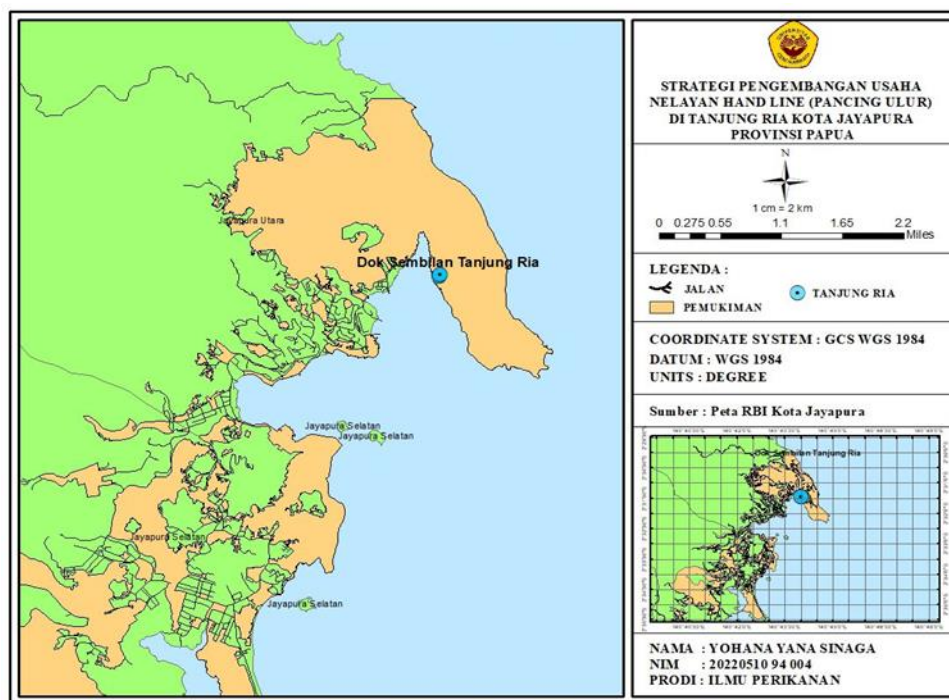 Jayapura Utara
Dok Sembilan Tanjung Ria
Jayapura Selatan
Jayapura Selatan
Jayapura Selatan
Jayapura Selatan
STRATEGI PENGEMBANGAN USAHA
NELAYAN HAND LINE (PANCING ULUR)
DI TANJUNG RIA KOTA JAYAPURA
PROVINSI PAPUA
N
1 cm = 2 km
0 0.275 0.55 1.1 1.65 2.2
Miles
LEGENDA :
JALAN
TANJUNG RIA
PEMUKIMAN
COORDINATE SYSTEM : GCS WGS 1984
DATUM : WGS 1984
UNITS : DEGREE
Sumber : Peta RBI Kota Jayapura
Dok Sembilan Tanjung Ria
NAMA : YOHANA YANA SINAGA
NIM : 20220510 94 004
PRODI : ILMU PERIKANAN